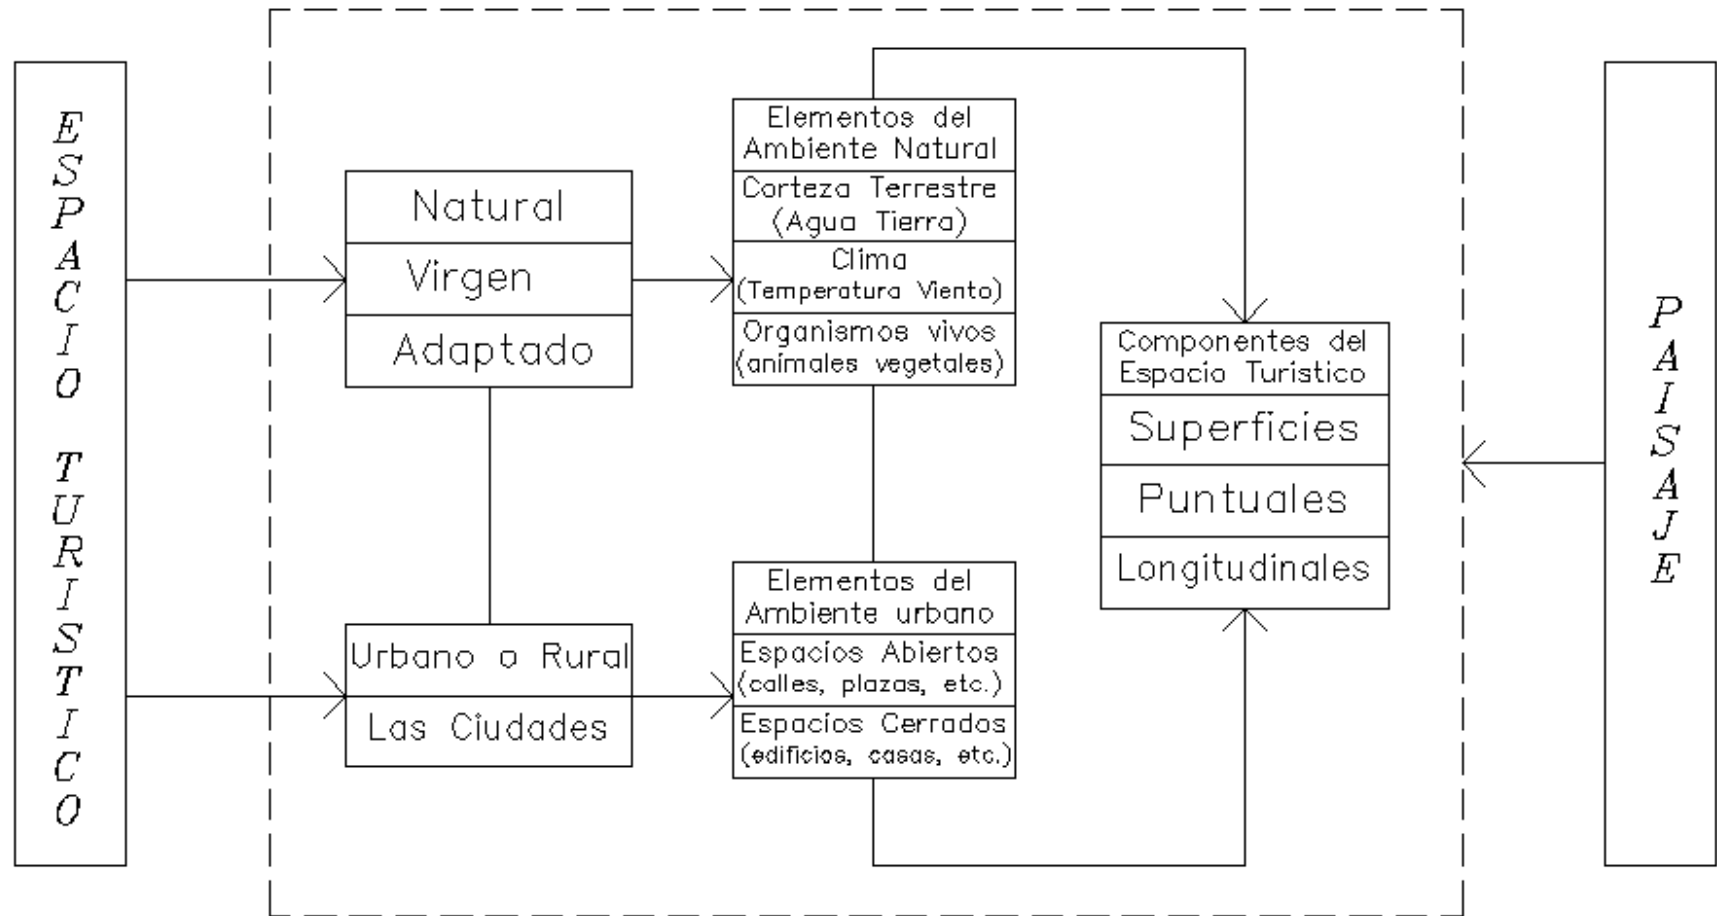 ESPACIO TURISTICO
Natural
Virgen
Adaptado
Urbano o Rural
Las Ciudades
Elementos del
Ambiente Natural
Corteza Terrestre
(Agua Tierra)
Clima
(Temperatura Viento)
Organismos vivos
(animales vegetales)
Elementos del
Ambiente urbano
Espacios Abiertos
(calles, plazas, etc.)
Espacios Cerrados
(edificios, casas, etc.)
Componentes del
Espacio Turistico
Superficies
Puntuales
Longitudinales
PAISAJE